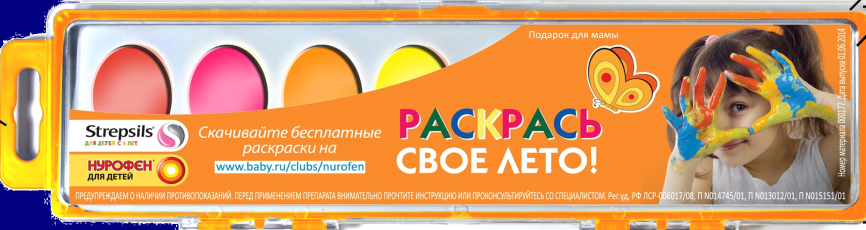 Подарок для мамы
Strepsils®
ДЛЯ ДЕТЕЙ С 6 ЛЕТ
НУРОФЕН®
ДЛЯ ДЕТЕЙ
Скачивайте бесплатные
раскраски на
www.baby.ru/clubs/nurofen
РАСКРАСЬ
СВОЕ ЛЕТО!
Номер материала 000177. Дата выпуска 01.06.2014
ПРЕДУПРЕЖДАЕМ О НАЛИЧИИ ПРОТИВОПОКАЗАНИЙ. ПЕРЕД ПРИМЕНЕНИЕМ ПРЕПАРАТА ВНИМАТЕЛЬНО ПРОЧТИТЕ ИНСТРУКЦИЮ ИЛИ ПРОКОНСУЛЬТИРУЙТЕСЬ СО СПЕЦИАЛИСТОМ. Рег.уд. РФ ЛСР-006017/08, П N014745/01, П N013012/01, П N015151/01